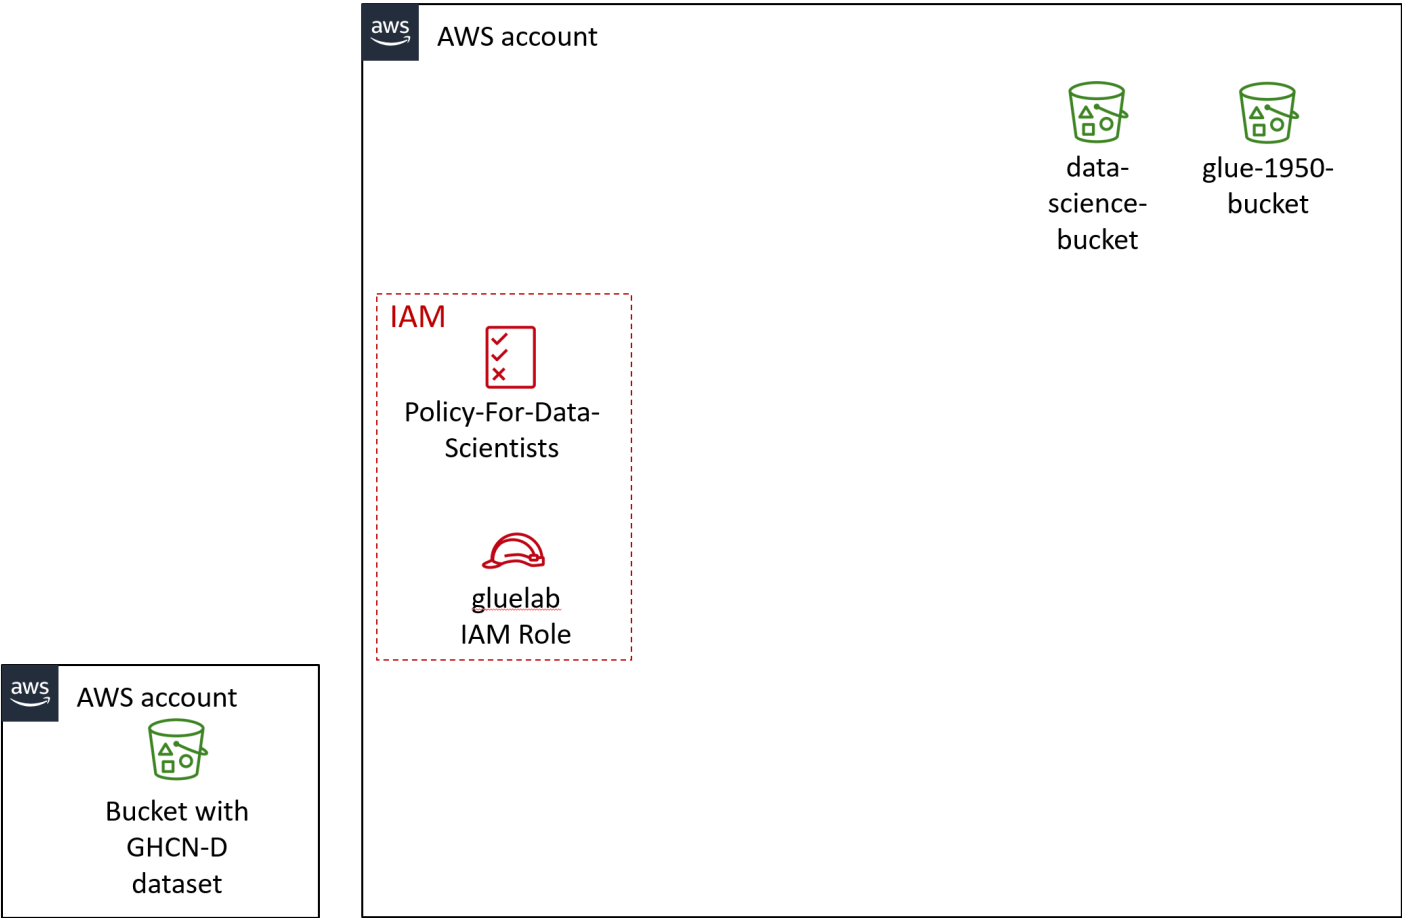 aws
AWS account
data-
science-
bucket
glue-1950-
bucket
IAM
Policy-For-Data-
Scientists
gluelab
IAM Role
aws
AWS account
Bucket with
GHCN-D
dataset